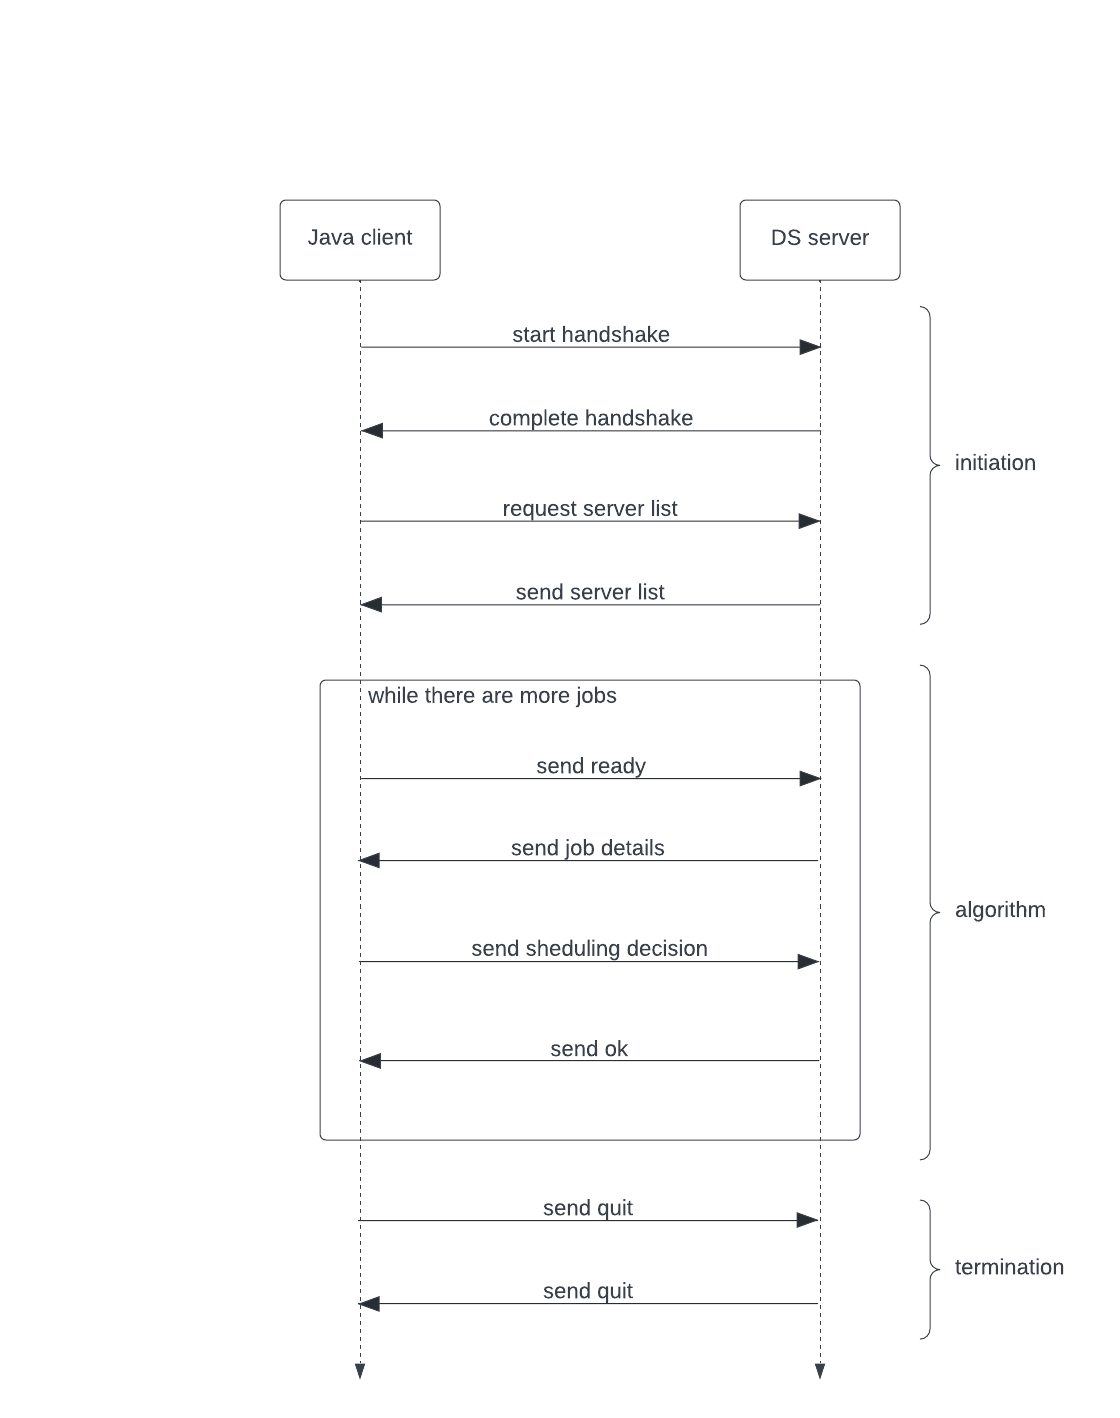 Java client
DS server
start handshake
complete handshake
initiation
request server list
send server list
while there are more jobs
send ready
send job details
algorithm
send sheduling decision
send ok
send quit
termination
send quit